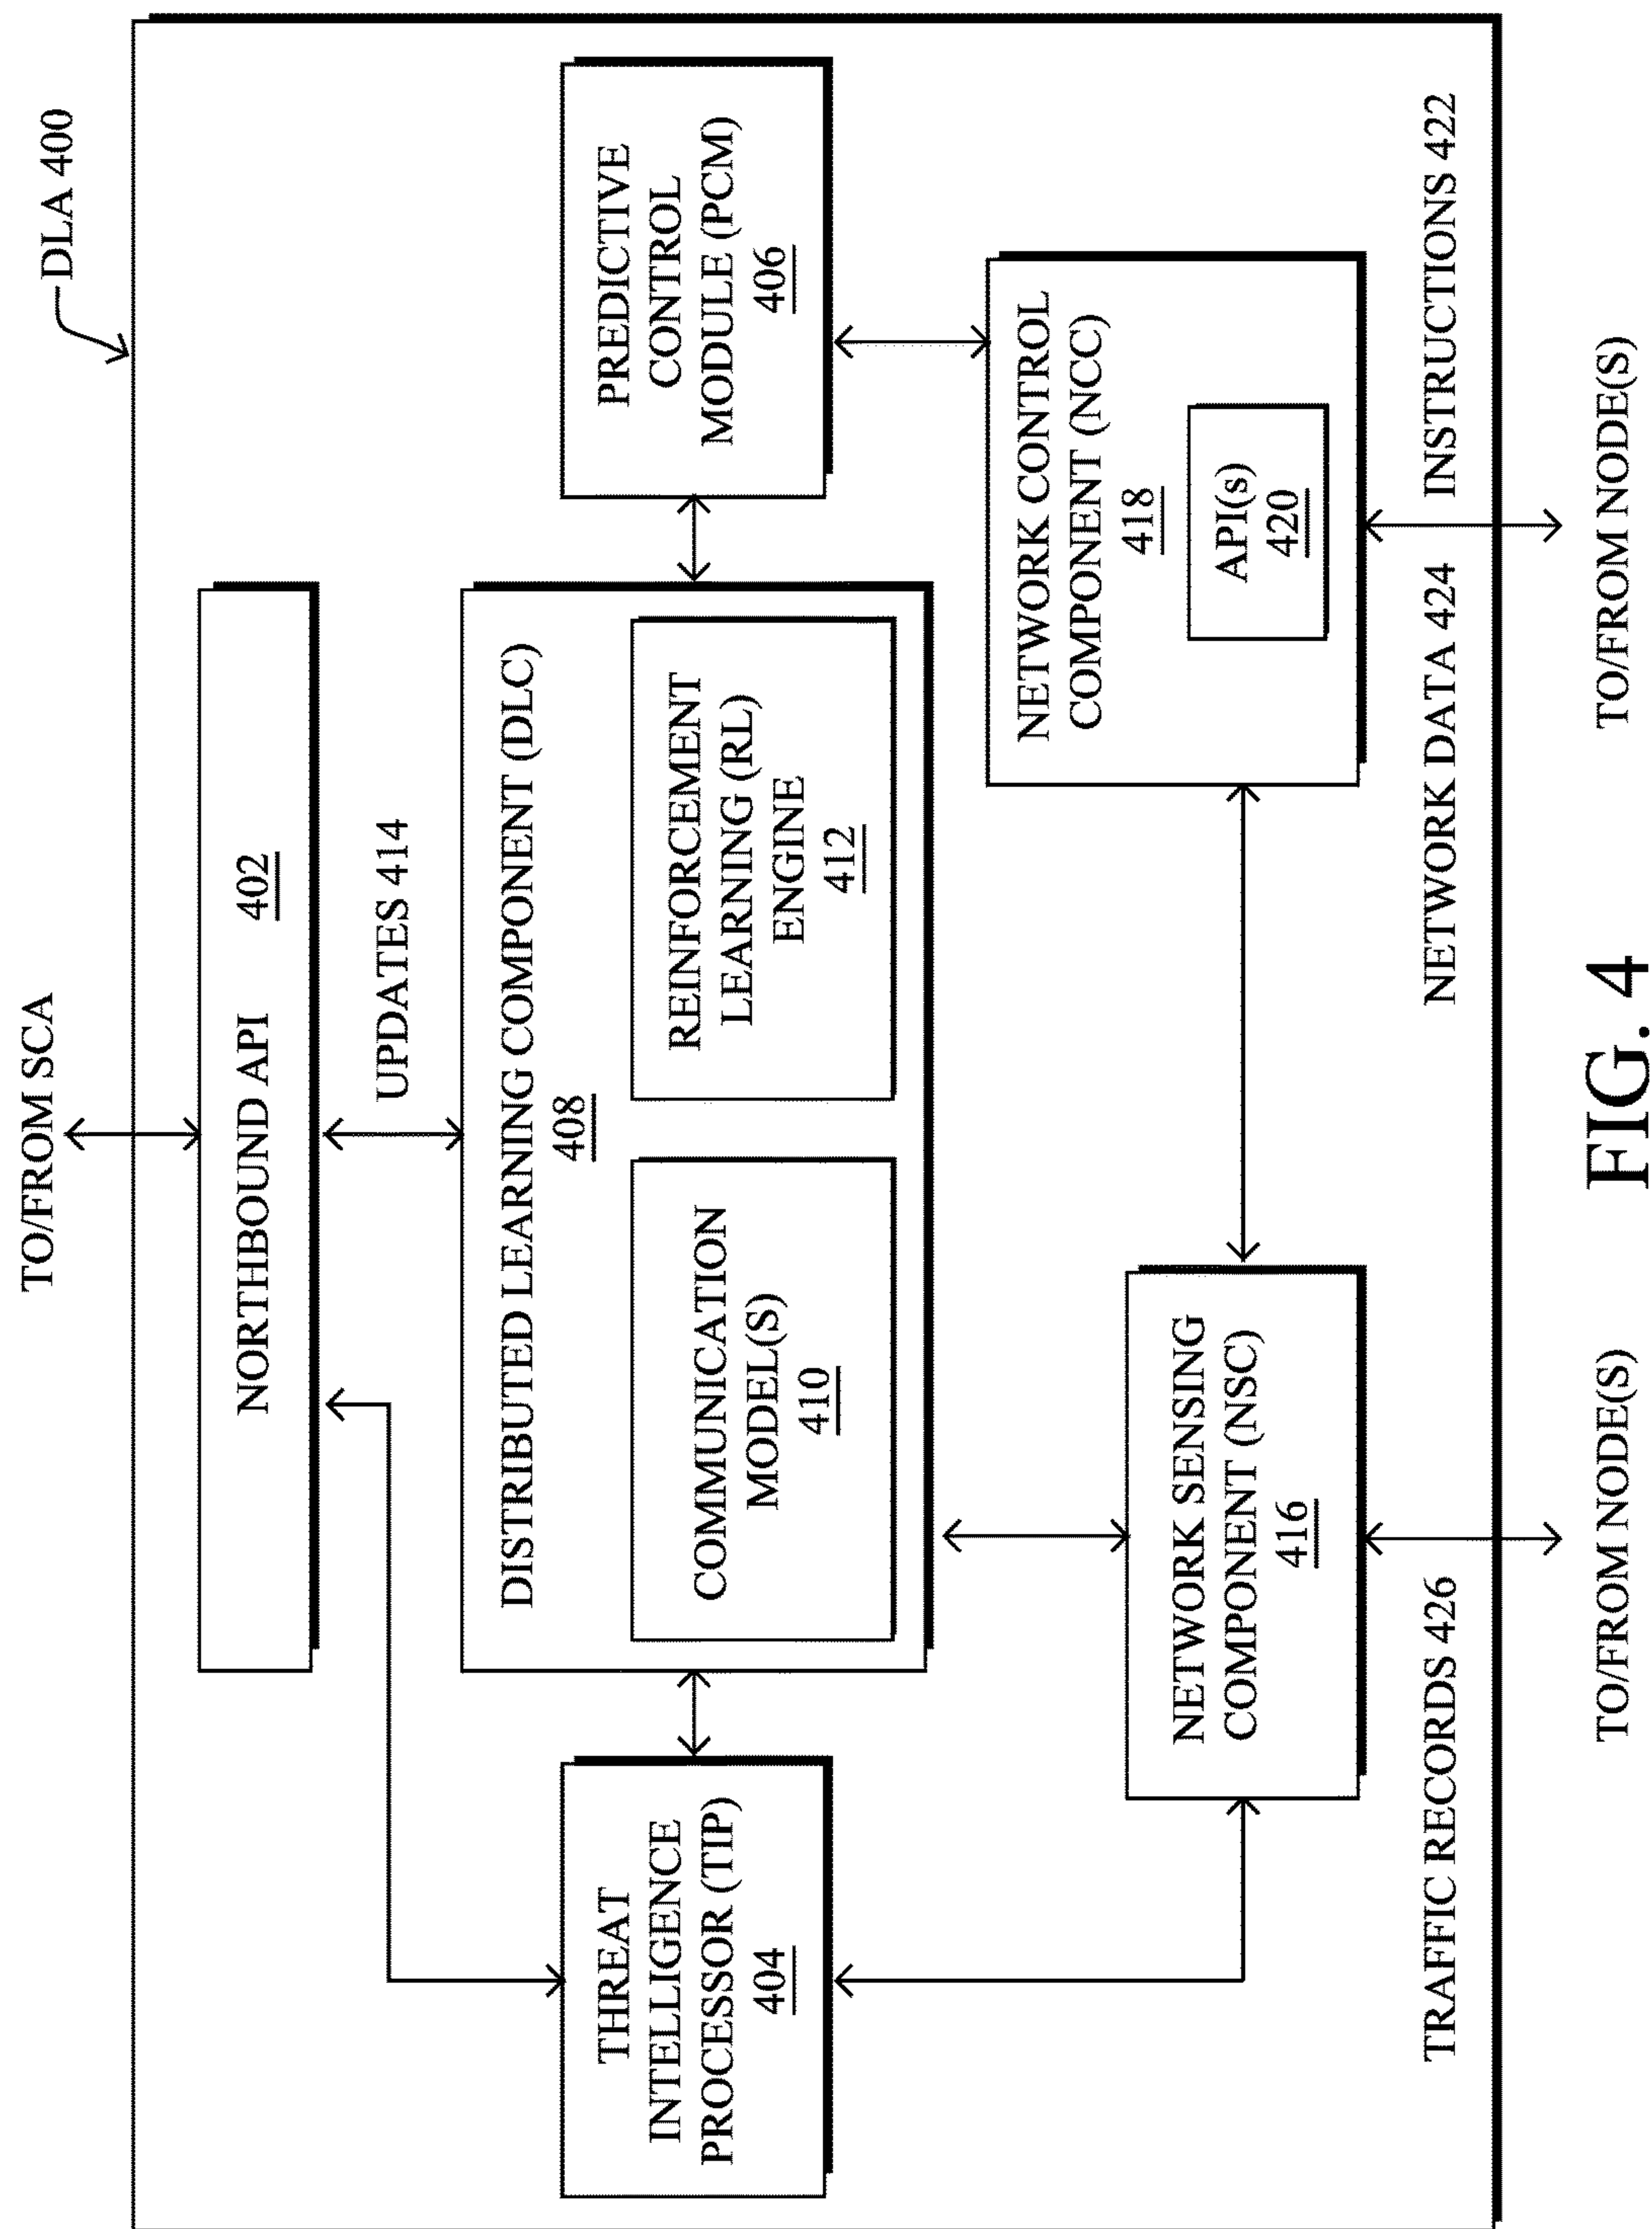 DLA 400
TO/FROM SCA
NORTHBOUND API 402
UPDATES 414
THREAT
INTELLIGENCE
PROCESSOR (TIP)
404
DISTRIBUTED LEARNING COMPONENT (DLC)
408
COMMUNICATION
MODEL(S)
410
REINFORCEMENT
LEARNING (RL)
ENGINE
412
PREDICTIVE
CONTROL
MODULE (PCM)
406
NETWORK SENSING
COMPONENT (NSC)
416
NETWORK CONTROL
COMPONENT (NCC)
418
API(s)
420
TRAFFIC RECORDS 426
NETWORK DATA 424
INSTRUCTIONS 422
TO/FROM NODE(S)
TO/FROM NODE(S)
FIG. 4